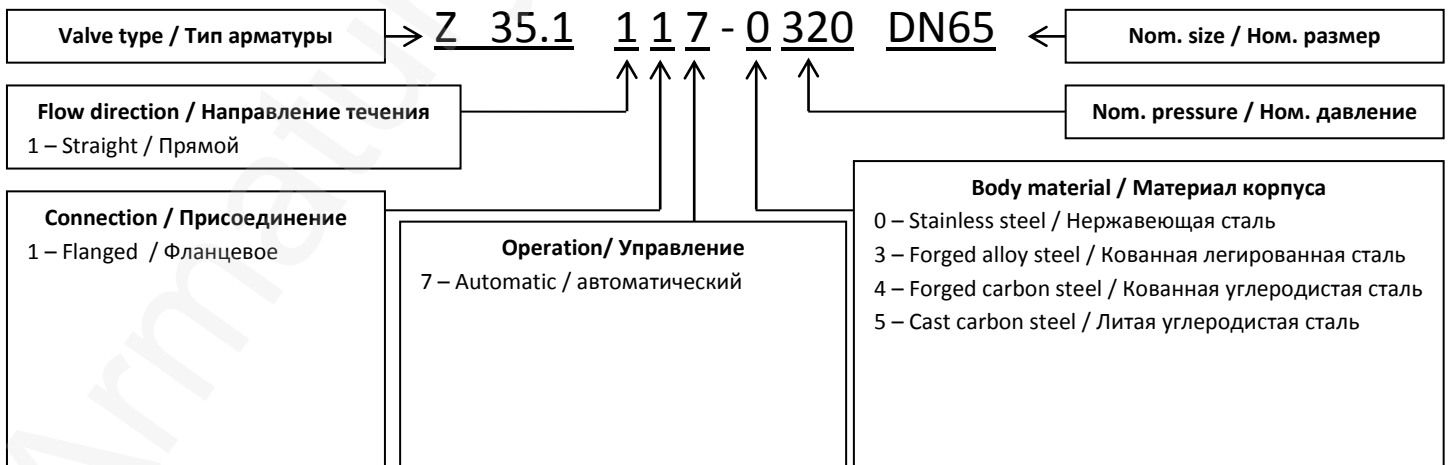 Valve type / Тип арматуры
Z 35.1 1 1 7 - 0 320 DN65
Nom. size / Ном. размер
Flow direction / Направление течения
1 – Straight / Прямой
Nom. pressure / Ном. давление
Connection / Присоединение
1 – Flanged / Фланцевое
Operation/ Управление
7 – Automatic / автоматический
Body material / Материал корпуса
0 – Stainless steel / Нержавеющая сталь
3 – Forged alloy steel / Кованная легированная сталь
4 – Forged carbon steel / Кованная углеродистая сталь
5 – Cast carbon steel / Литая углеродистая сталь